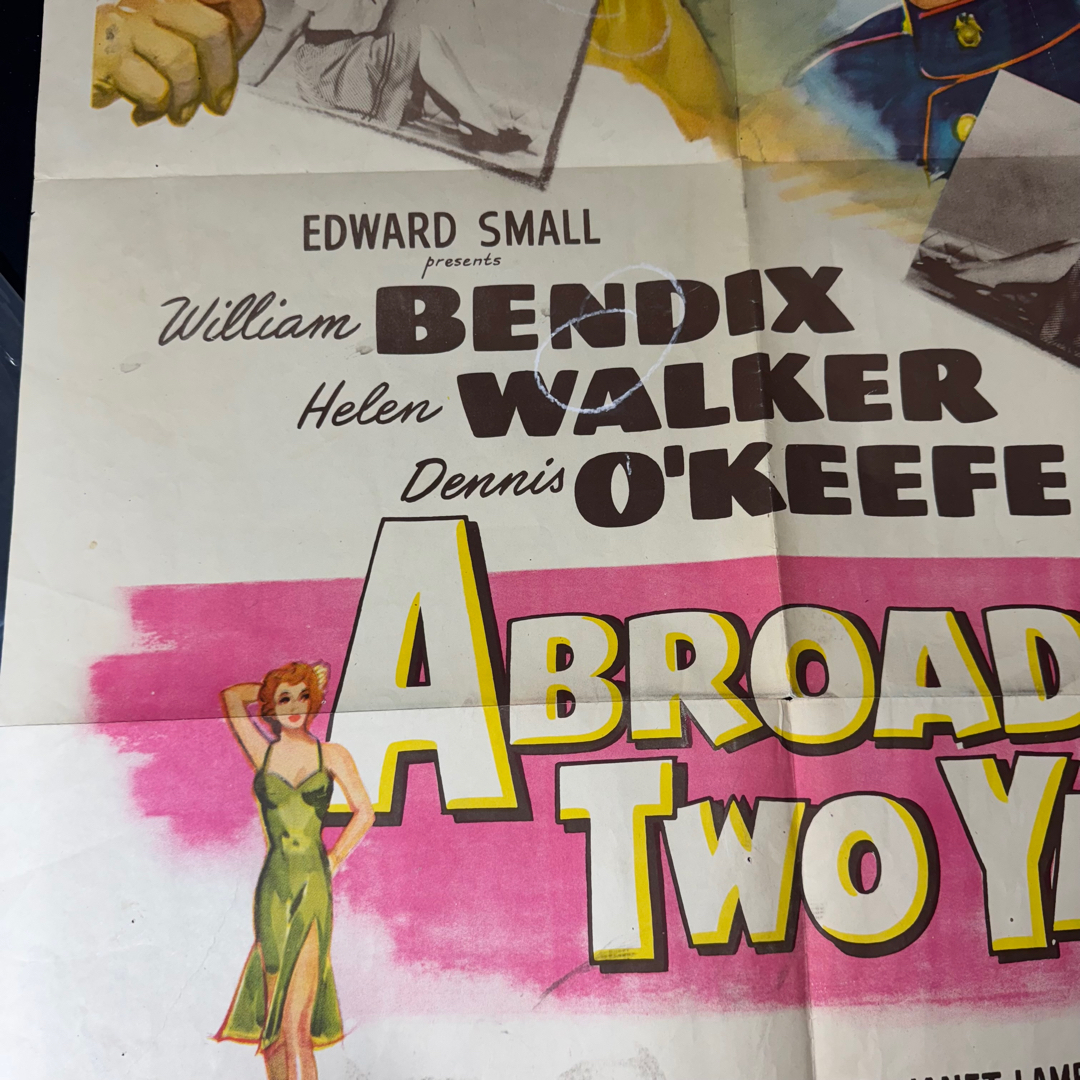 EDWARD SMALL
presents
William BENDIX
Helen WALKER
Dennis O'KEEFE
ABROAD
TWO Y